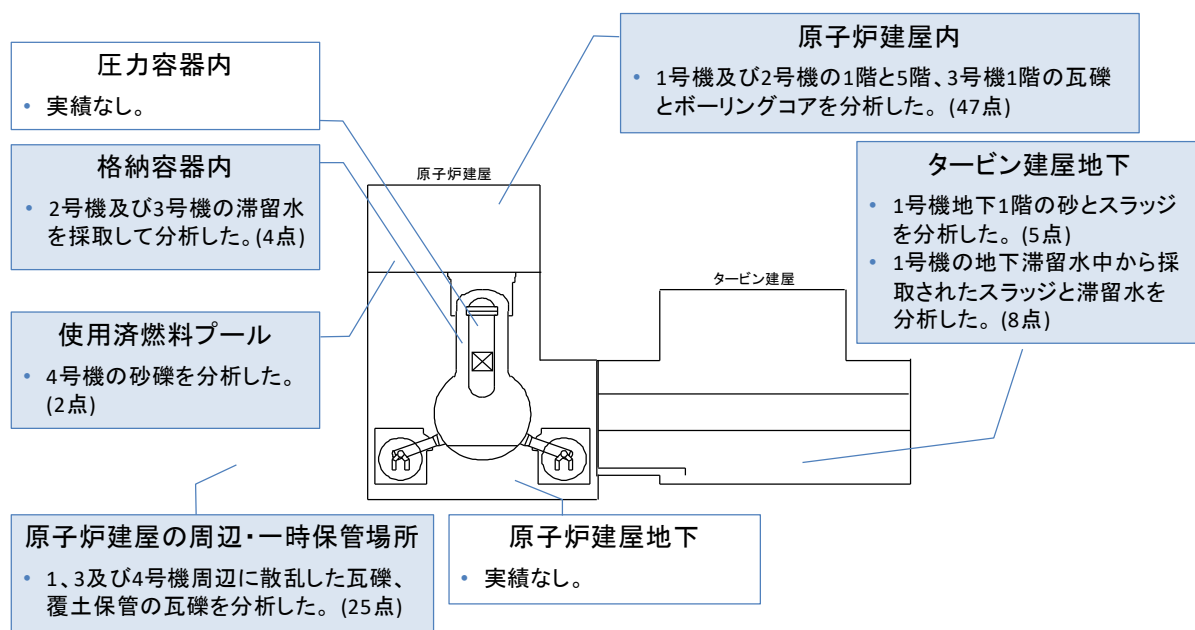 圧力容器内
• 実績なし。
格納容器内
• 2号機及び3号機の滞留水
を採取して分析した。(4点)
使用済燃料プール
• 4号機の砂礫を分析した。
(2点)
原子炉建屋の周辺・一時保管場所
• 1、3及び4号機周辺に散乱した瓦礫、
覆土保管の瓦礫を分析した。 (25点)
原子炉建屋
原子炉建屋内
• 1号機及び2号機の1階と5階、3号機1階の瓦礫
とボーリングコアを分析した。 (47点)
タービン建屋
タービン建屋地下
• 1号機地下1階の砂とスラッジ
を分析した。 (5点)
• 1号機の地下滞留水中から採
取されたスラッジと滞留水を
分析した。 (8点)
原子炉建屋地下
• 実績なし。